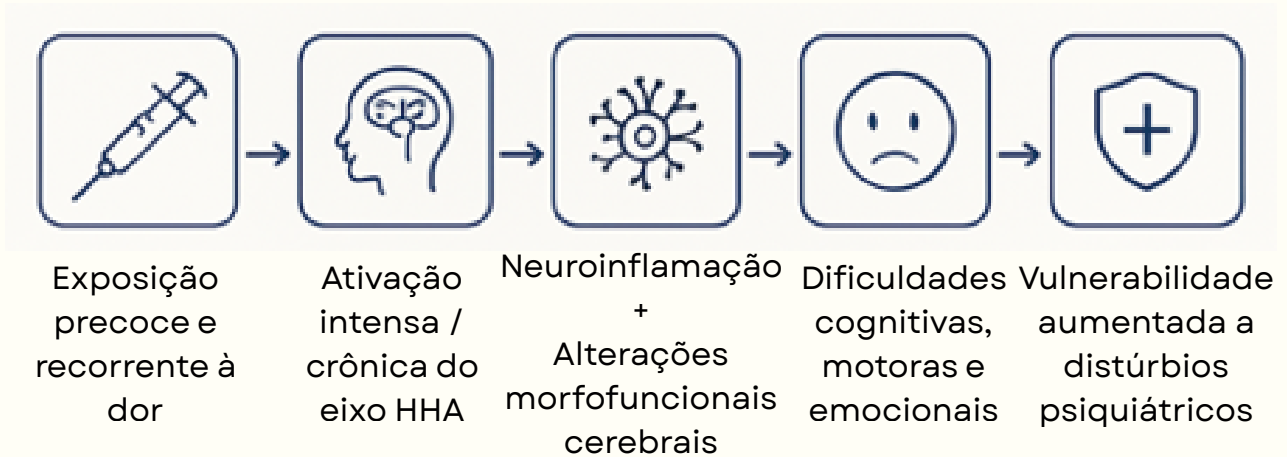 Exposição
precoce e
recorrente à
dor
Ativação
intensa /
crônica do
eixo HHA
Neuroinflamação
+
Alterações
morfofuncionais
cerebrais
Dificuldades
cognitivas,
motoras e
emocionais
Vulnerabilidade
aumentada a
distúrbios
psiquiátricos